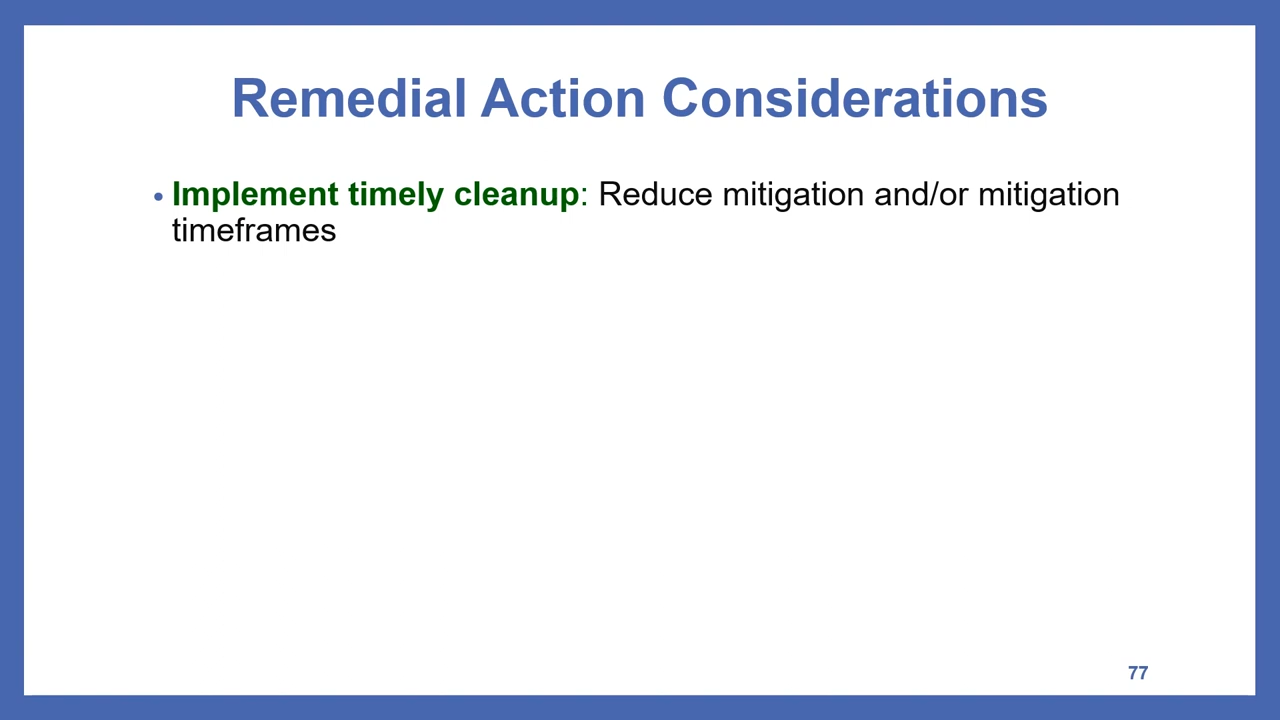 Remedial Action Considerations
• Implement timely cleanup: Reduce mitigation and/or mitigation
timeframes
77